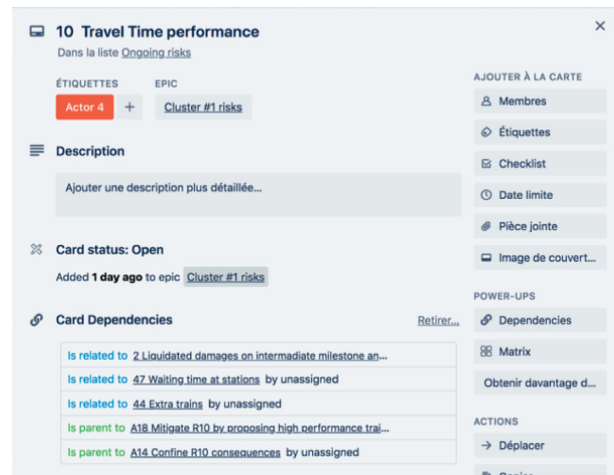 10 Travel Time performance
Dans la liste Ongoing risks
ÉTIQUETTES
EPIC
Actor 4 +
Cluster #1 risks
Description
Ajouter une description plus détaillée...
Card status: Open
Added 1 day ago to epic Cluster #1 risks
Card Dependencies
Retirer...
Is related to 2 Liquidated damages on intermadiate milestone an...
Is related to 47 Waiting time at stations by unassigned
Is related to 44 Extra trains by unassigned
Is parent to A18 Mitigate R10 by proposing high performance trai...
Is parent to A14 Confine R10 consequences by unassigned
AJOUTER À LA CARTE
Membres
Étiquettes
Checklist
Date limite
Pièce jointe
Image de couvert...
POWER-UPS
Dependencies
Matrix
Obtenir davantage d...
ACTIONS
Déplacer